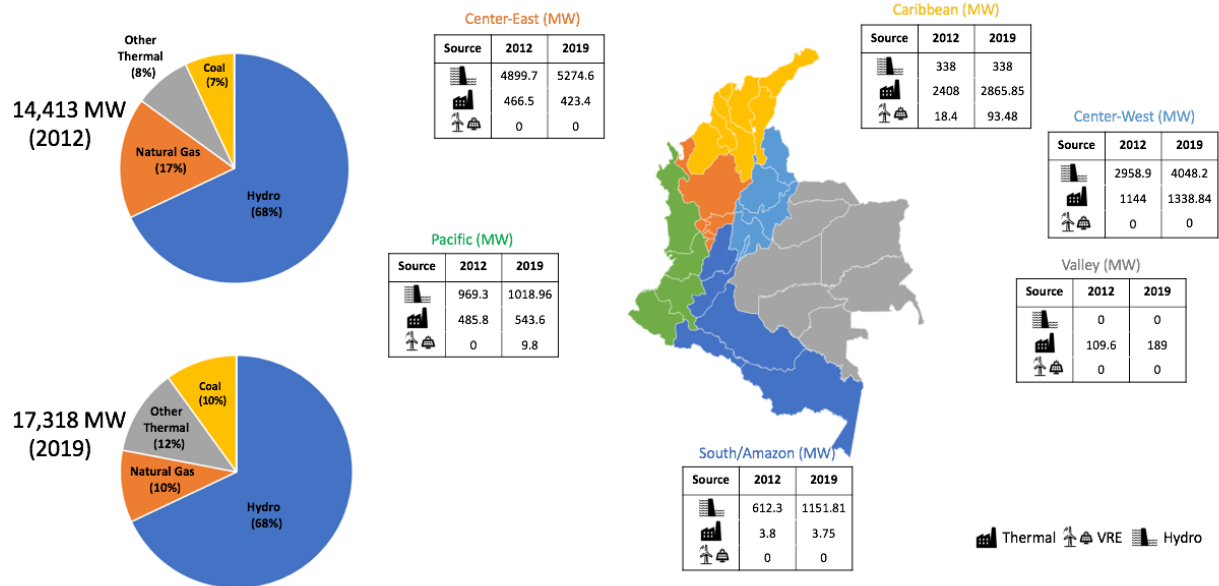 14,413 MW
(2012)
Other
Thermal
(8%)
Coal
(7%)
Natural Gas
(17%)
Hydro
(68%)
17,318 MW
(2019)
Coal
(10%)
Other
Thermal
(12%)
Natural Gas
(10%)
Hydro
(68%)
Center-East (MW)
Source 2012 2019
4899.7 5274.6
466.5 423.4
0 0
Caribbean (MW)
Source 2012 2019
338 338
2408 2865.85
18.4 93.48
Center-West (MW)
Source 2012 2019
2958.9 4048.2
1144 1338.84
0 0
Pacific (MW)
Source 2012 2019
969.3 1018.96
485.8 543.6
0 9.8
Valley (MW)
Source 2012 2019
0 0
109.6 189
0 0
South/Amazon (MW)
Source 2012 2019
612.3 1151.81
3.8 3.75
0 0
Thermal VRE Hydro